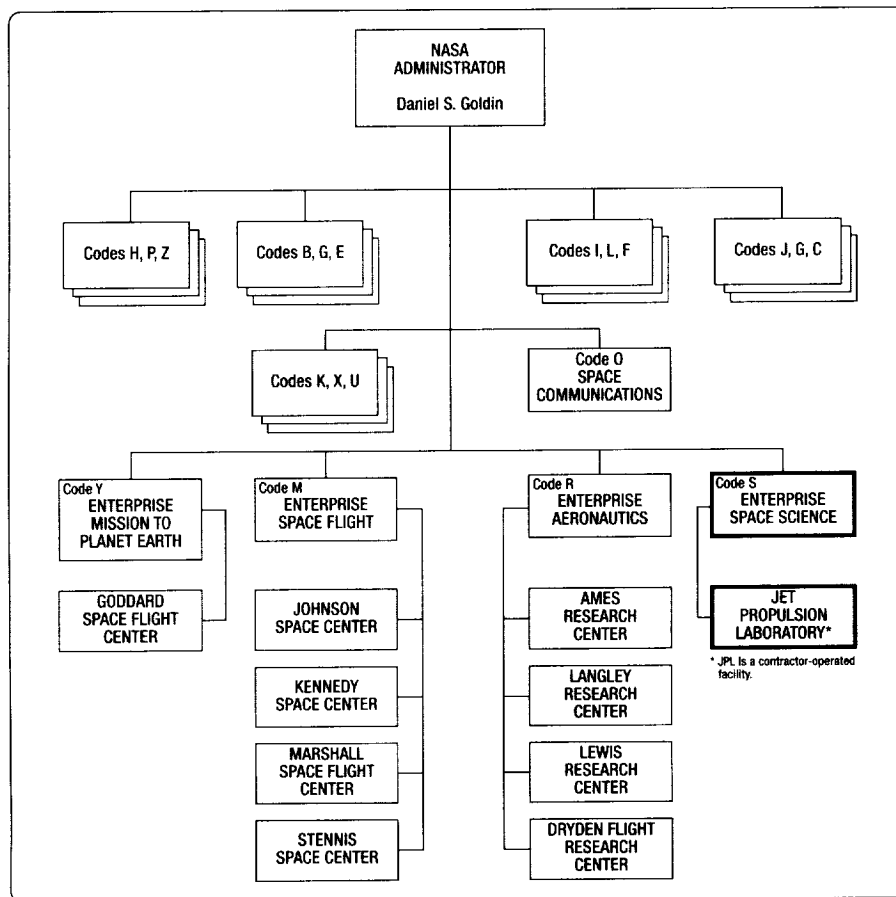 NASA
ADMINISTRATOR
Daniel S. Goldin
Codes H, P, Z
Codes B, G, E
Codes I, L, F
Codes J, G, C
Codes K, X, U
Code O
SPACE
COMMUNICATIONS
Code Y
ENTERPRISE
MISSION TO
PLANET EARTH
GODDARD
SPACE FLIGHT
CENTER
Code M
ENTERPRISE
SPACE FLIGHT
JOHNSON
SPACE CENTER
KENNEDY
SPACE CENTER
MARSHALL
SPACE FLIGHT
CENTER
STENNIS
SPACE CENTER
Code R
ENTERPRISE
AERONAUTICS
AMES
RESEARCH
CENTER
LANGLEY
RESEARCH
CENTER
LEWIS
RESEARCH
CENTER
DRYDEN FLIGHT
RESEARCH
CENTER
Code S
ENTERPRISE
SPACE SCIENCE
JET
PROPULSION
LABORATORY*
* JPL is a contractor-operated
facility.